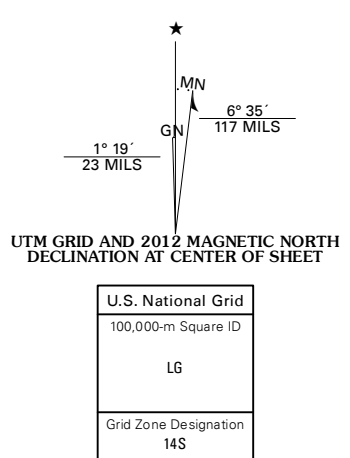 ★
MN
GN
6° 35´
117 MILS
1° 19´
23 MILS
UTM GRID AND 2012 MAGNETIC NORTH
DECLINATION AT CENTER OF SHEET
U.S. National Grid
100,000-m Square ID
LG
Grid Zone Designation
14S